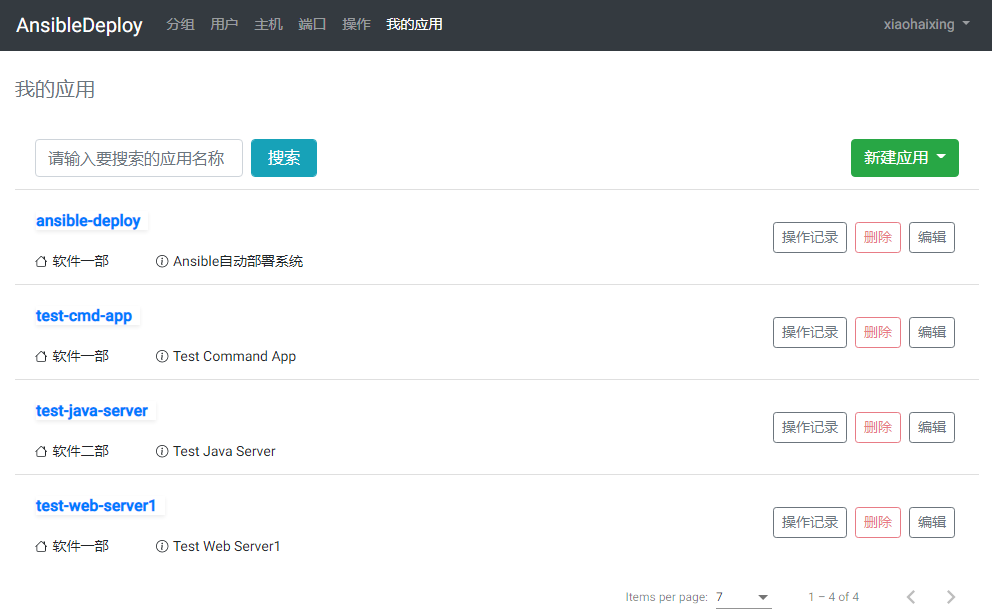 AnsibleDeploy 分组 用户 主机 端口 操作 我的应用 xiaohaixing
我的应用
请输入要搜索的应用名称 搜索 新建应用
ansible-deploy
操作记录 删除 编辑
软件一部 Ansible自动部署系统
test-cmd-app
操作记录 删除 编辑
软件一部 Test Command App
test-java-server
操作记录 删除 编辑
软件二部 Test Java Server
test-web-server1
操作记录 删除 编辑
软件一部 Test Web Server1
Items per page: 7 1 – 4 of 4